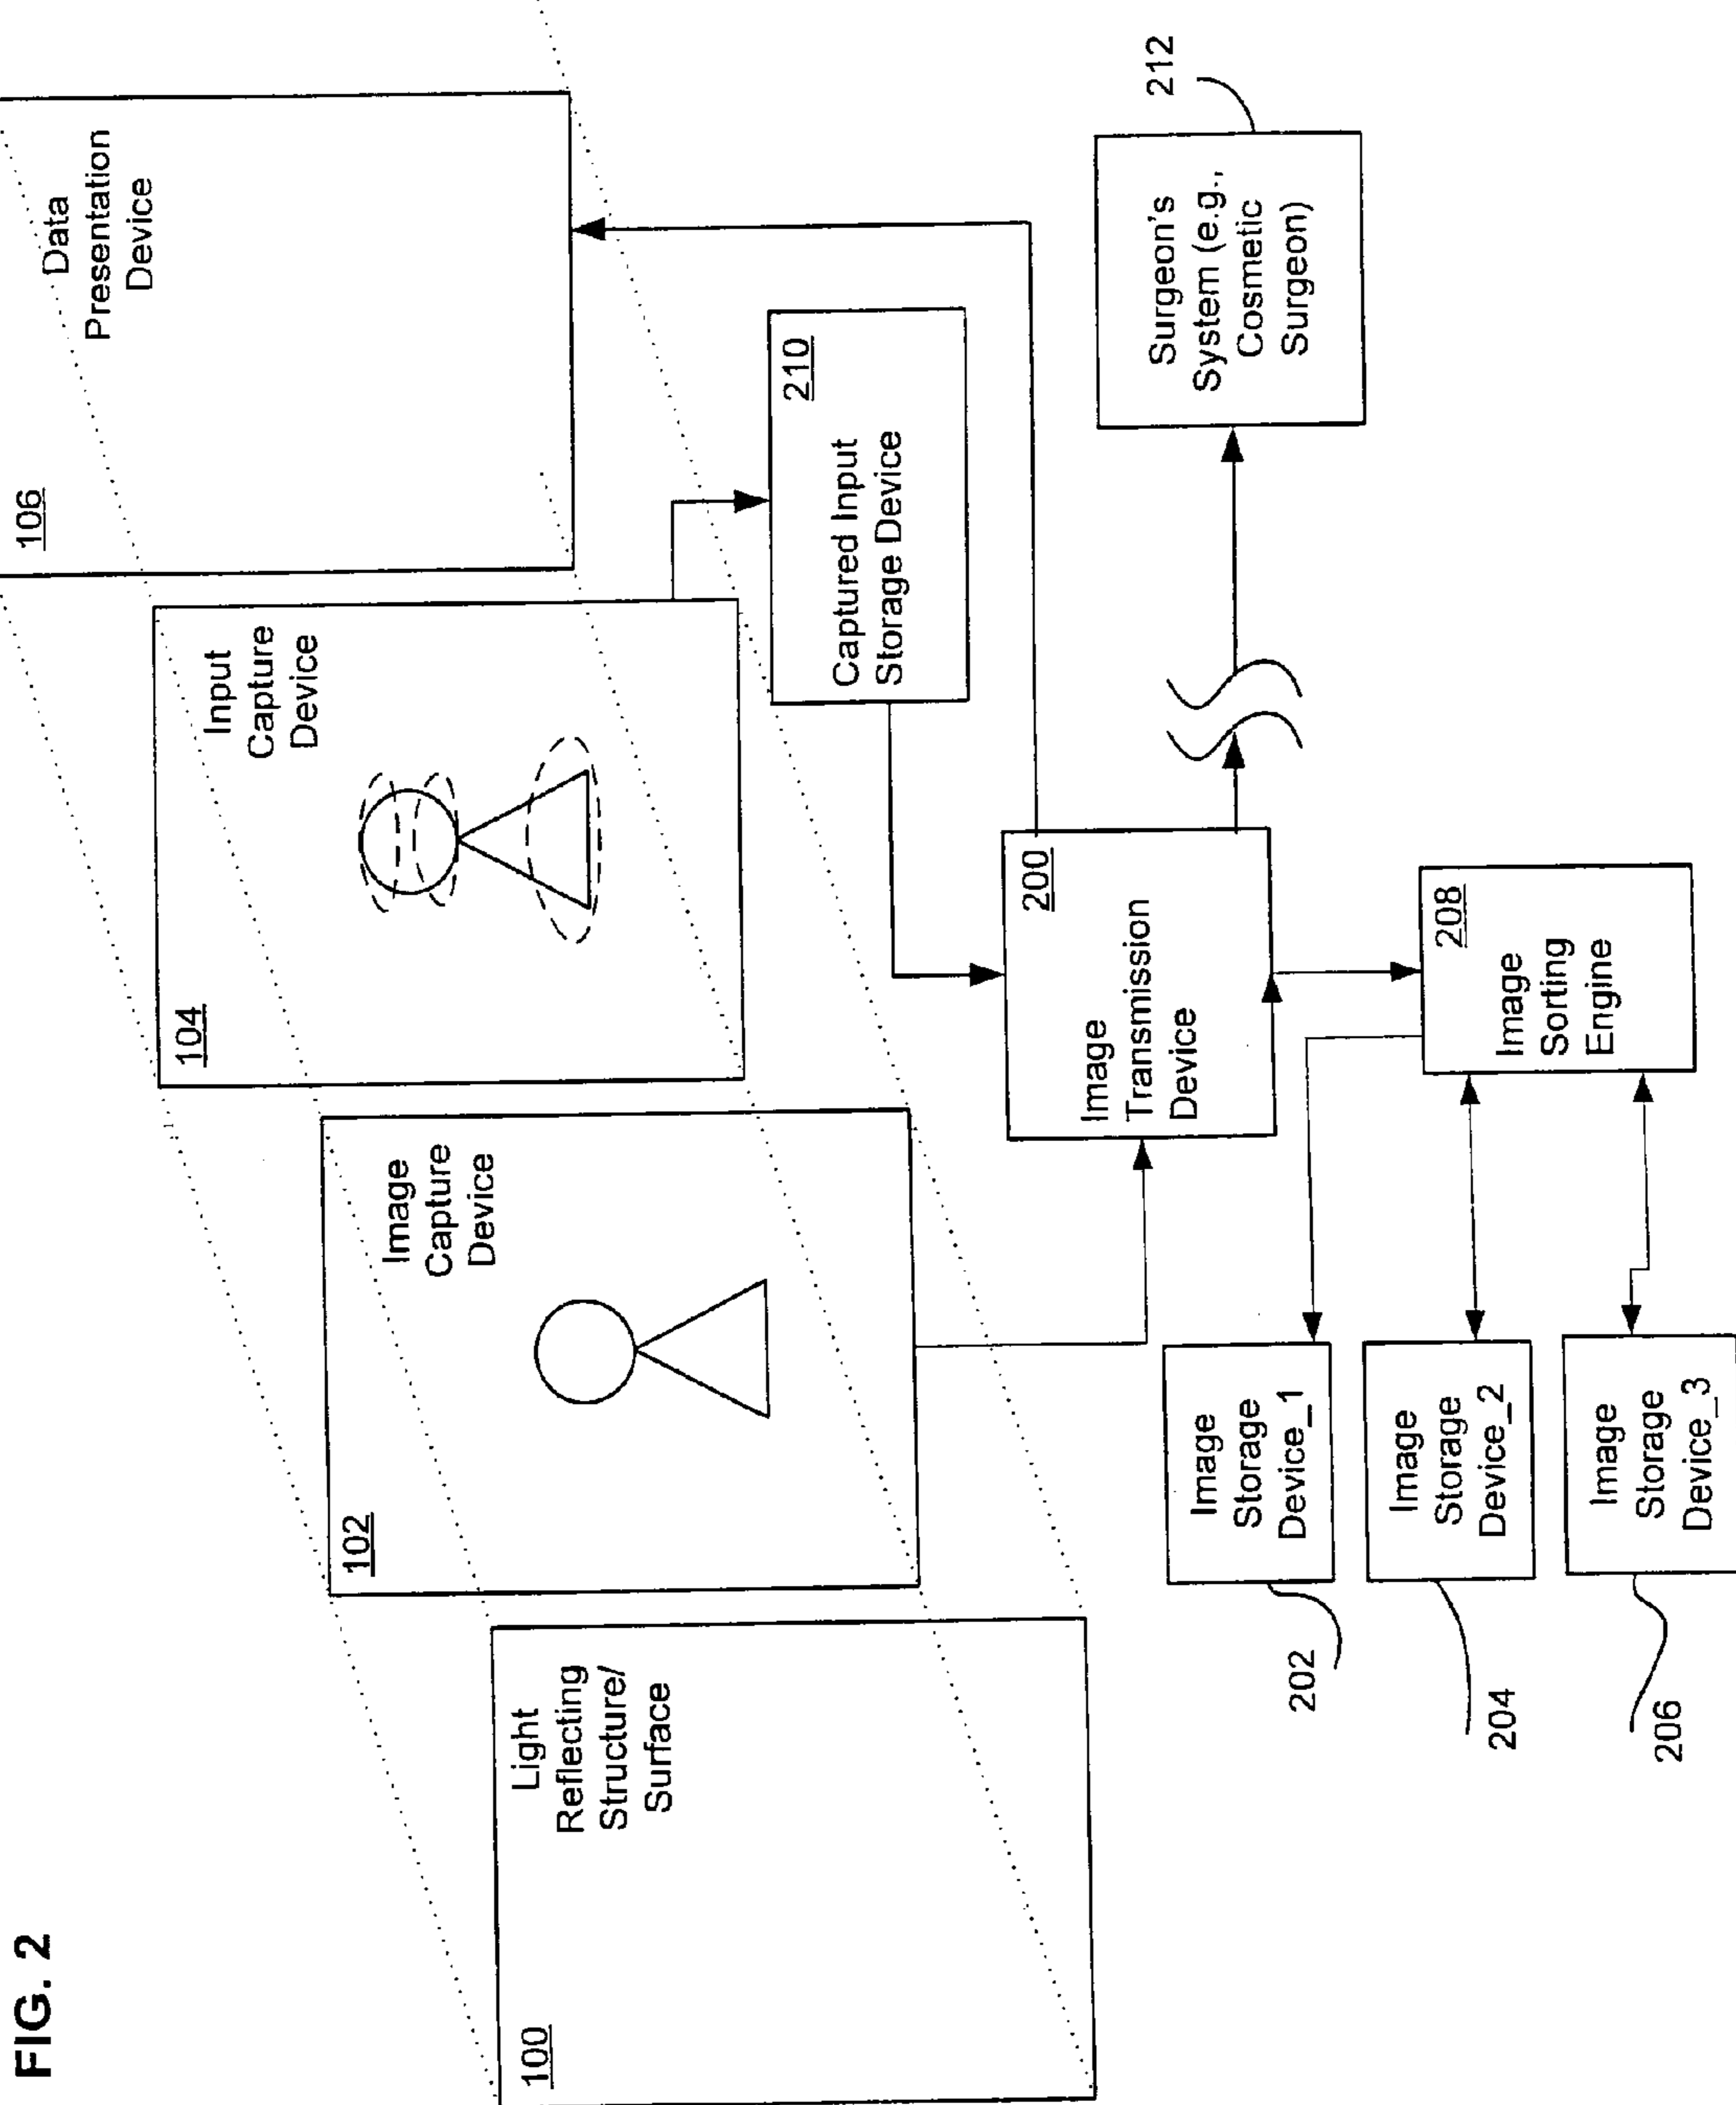 FIG. 2
100
Light
Reflecting
Structure/
Surface
102
Image
Capture
Device
104
Input
Capture
Device
106
Data
Presentation
Device
210
Captured Input
Storage Device
200
Image
Transmission
Device
212
Surgeon's
System (e.g.,
Cosmetic
Surgeon)
208
Image
Sorting
Engine
Image
Storage
Device_1
202
Image
Storage
Device_2
204
Image
Storage
Device_3
206